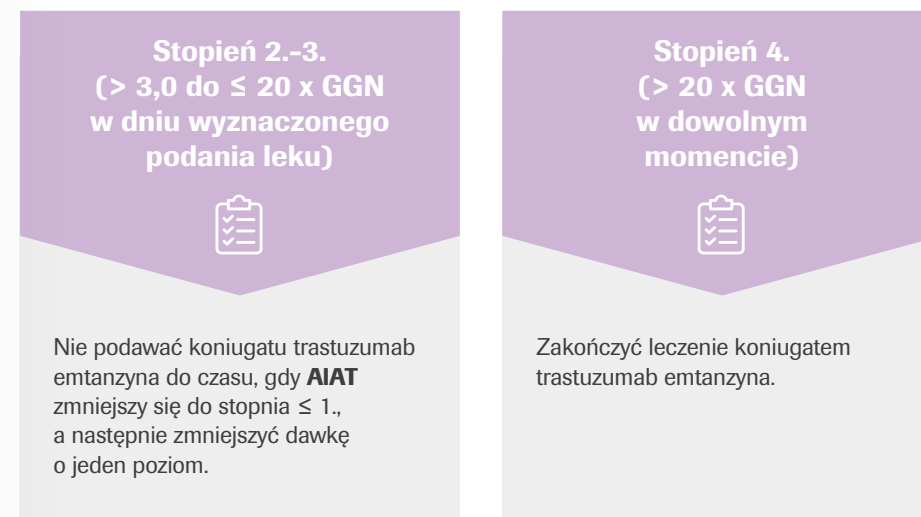 Stopień 2.-3.
(> 3,0 do ≤ 20 x GGN
w dniu wyznaczonego
podania leku)
Nie podawać koniugatu trastuzumab
emtanzyna do czasu, gdy AlAT
zmniejszy się do stopnia ≤ 1.,
a następnie zmniejszyć dawkę
o jeden poziom.
Stopień 4.
(> 20 x GGN
w dowolnym
momencie)
Zakończyć leczenie koniugatem
trastuzumab emtanzyna.